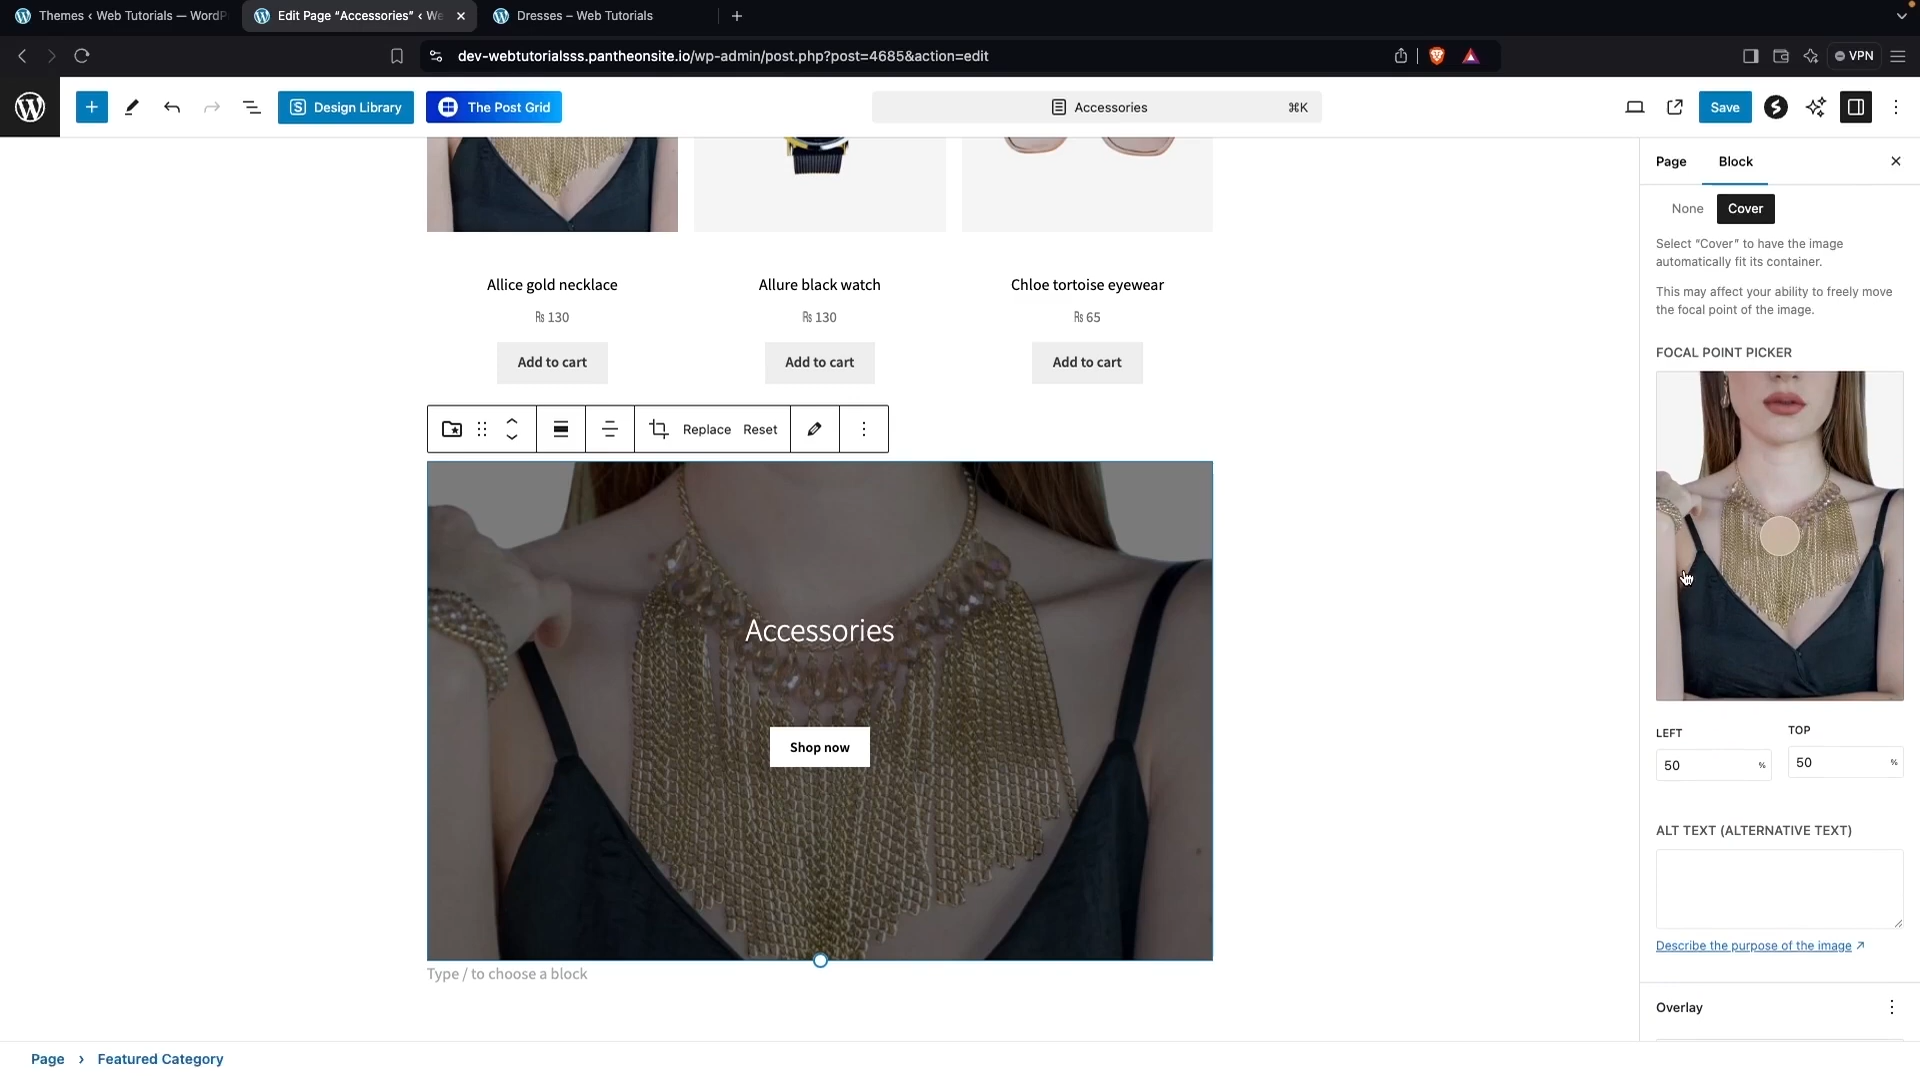 Themes ‹ Web Tutorials — WordP
Edit Page “Accessories” ‹ We
Dresses – Web Tutorials
dev-webtutorialsss.pantheonsite.io/wp-admin/post.php?post=4685&action=edit
VPN
Design Library
The Post Grid
Accessories
⌘K
Save
Page
Block
None
Cover
Select “Cover” to have the image
automatically fit its container.
This may affect your ability to freely move
the focal point of the image.
FOCAL POINT PICKER
LEFT
TOP
50
%
50
%
ALT TEXT (ALTERNATIVE TEXT)
Describe the purpose of the image ↗
Overlay
Allice gold necklace
Allure black watch
Chloe tortoise eyewear
₨ 130
₨ 130
₨ 65
Add to cart
Add to cart
Add to cart
Replace
Reset
Accessories
Shop now
Type / to choose a block
Page › Featured Category